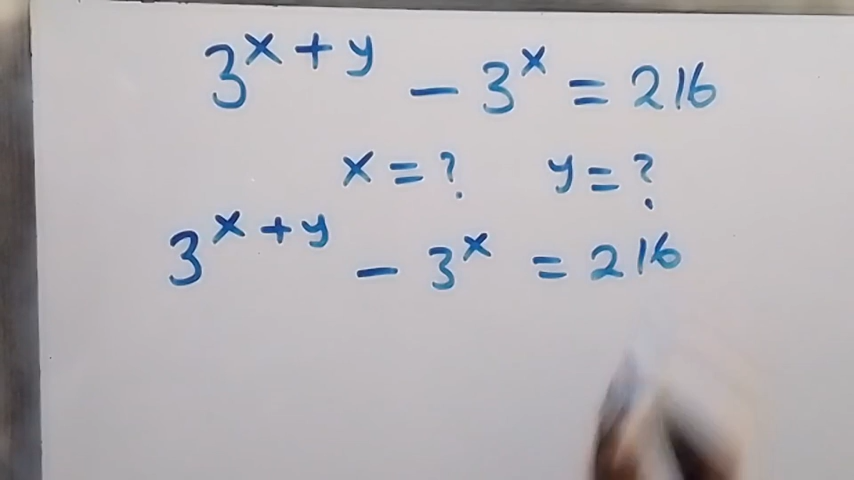 3^{x+y} - 3^x = 216
x = ? y = ?
3^{x+y} - 3^x = 216